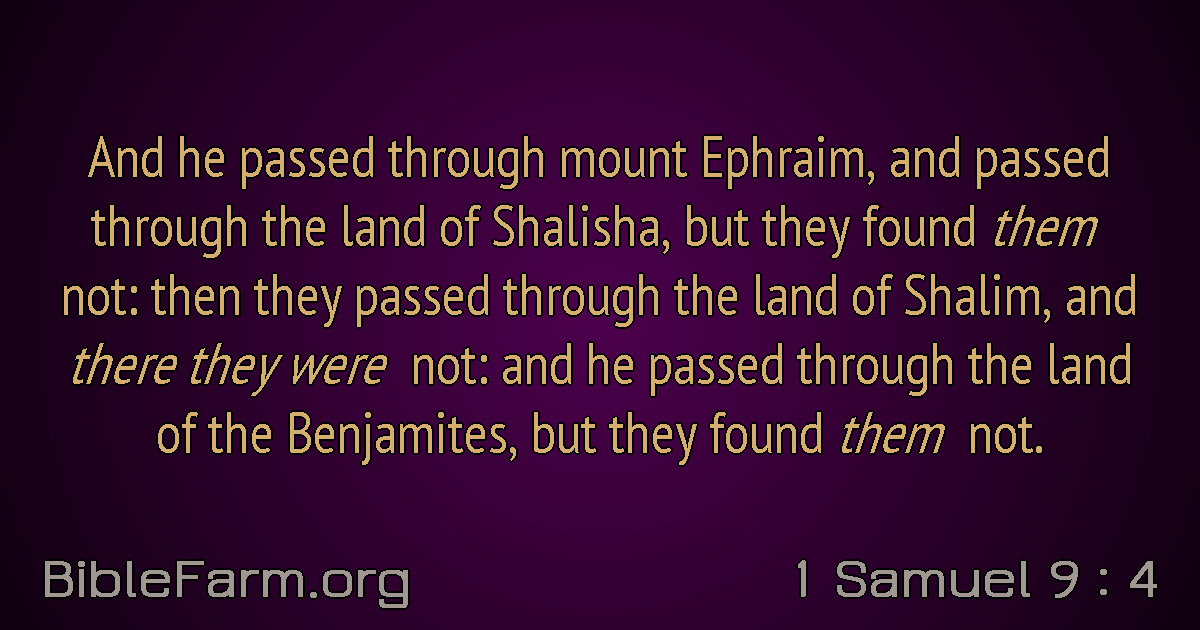 And he passed through mount Ephraim, and passed
through the land of Shalisha, but they found them
not: then they passed through the land of Shalim, and
there they were not: and he passed through the land
of the Benjamites, but they found them not.
BibleFarm.org
1 Samuel 9 : 4